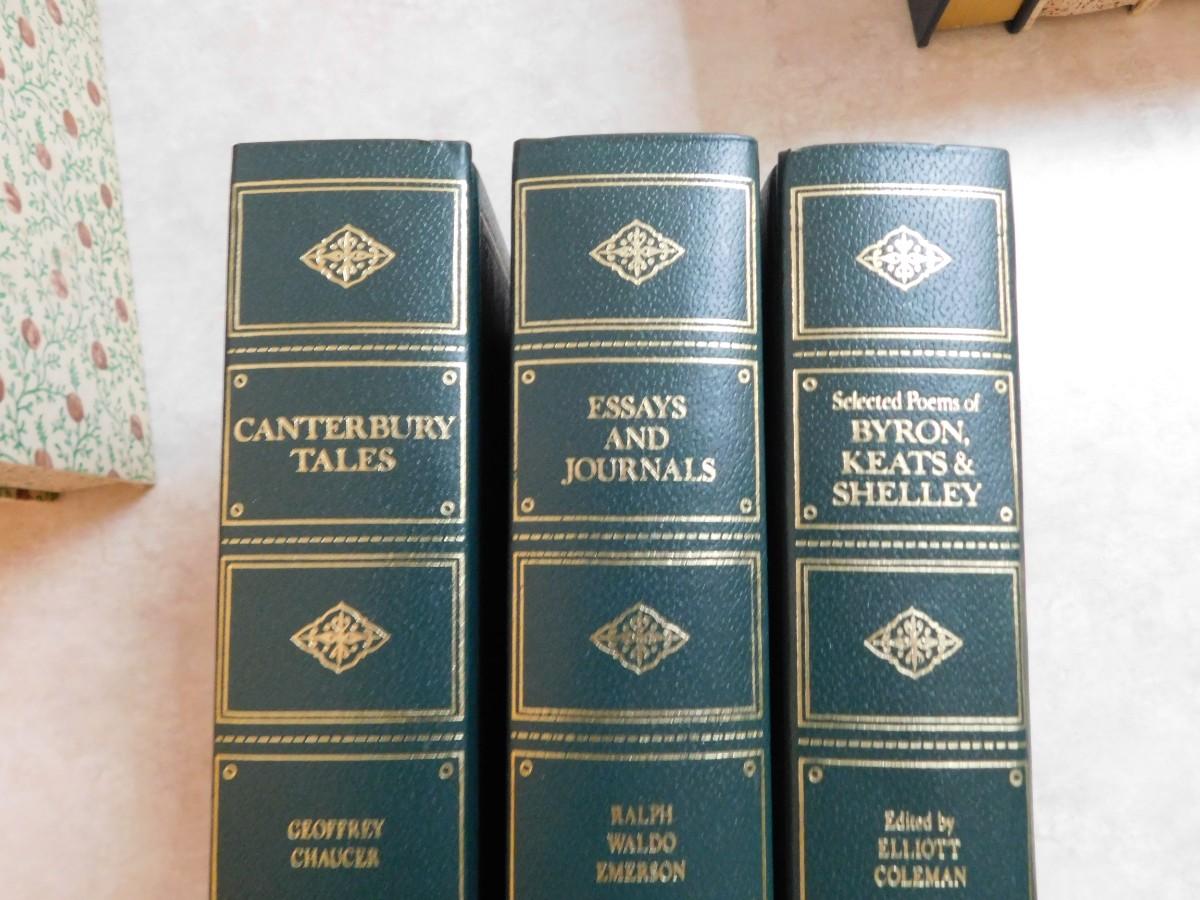 CANTERBURY
TALES
GEOFFREY
CHAUCER
ESSAYS
AND
JOURNALS
RALPH
WALDO
EMERSON
Selected Poems of
BYRON,
KEATS &
SHELLEY
Edited by
ELLIOTT
COLEMAN